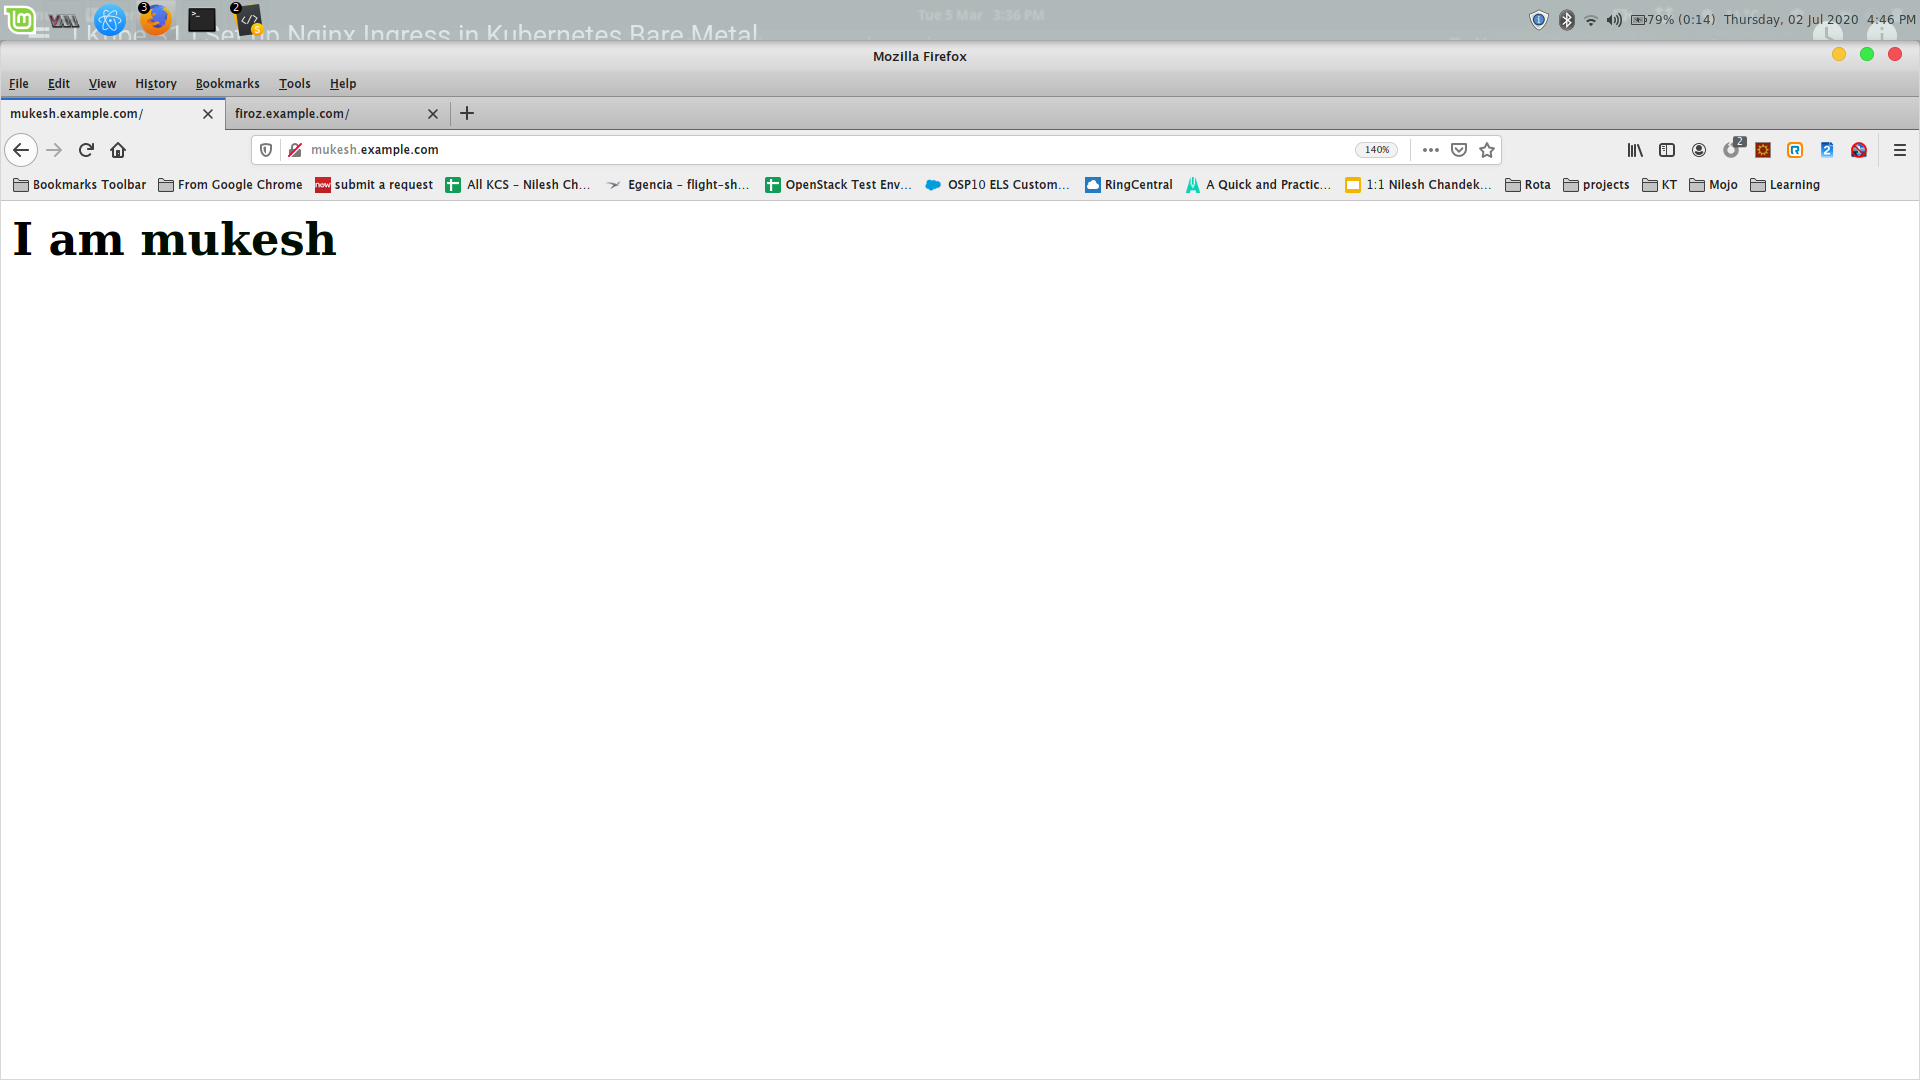 3
2
Tue 5 Mar 3:36 PM
79% (0:14) Thursday, 02 Jul 2020 4:46 PM
Set up Nginx Ingress in Kubernetes Bare Metal
Mozilla Firefox
File Edit View History Bookmarks Tools Help
mukesh.example.com/ firoz.example.com/
mukesh.example.com 140% 2 2
Bookmarks Toolbar From Google Chrome now submit a request All KCS – Nilesh Ch... Egencia – flight-sh... OpenStack Test Env... OSP10 ELS Custom... RingCentral A Quick and Practic... 1:1 Nilesh Chandek... Rota projects KT Mojo Learning
I am mukesh